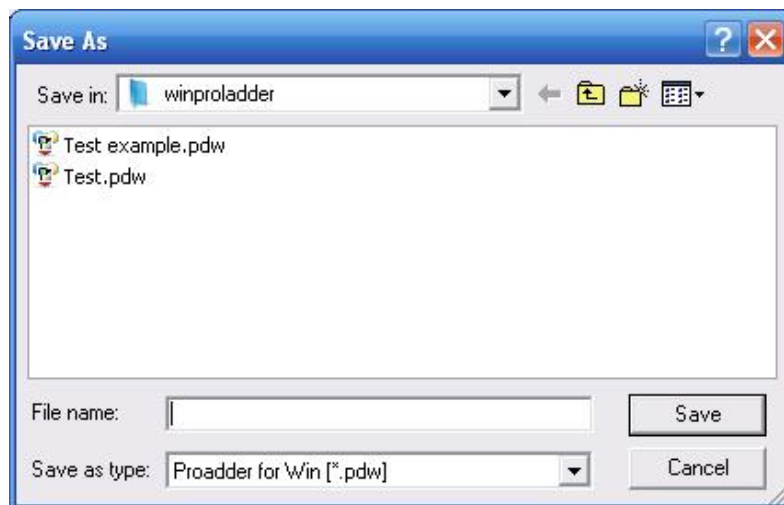 Save As
Save in: winproladder
Test example.pdw
Test.pdw
File name:
Save
Save as type: Proadder for Win [*.pdw]
Cancel